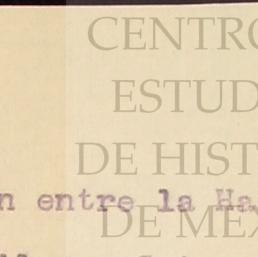 CENTRO
ESTUD
DE HIST
n entre la Ha
DE MEX